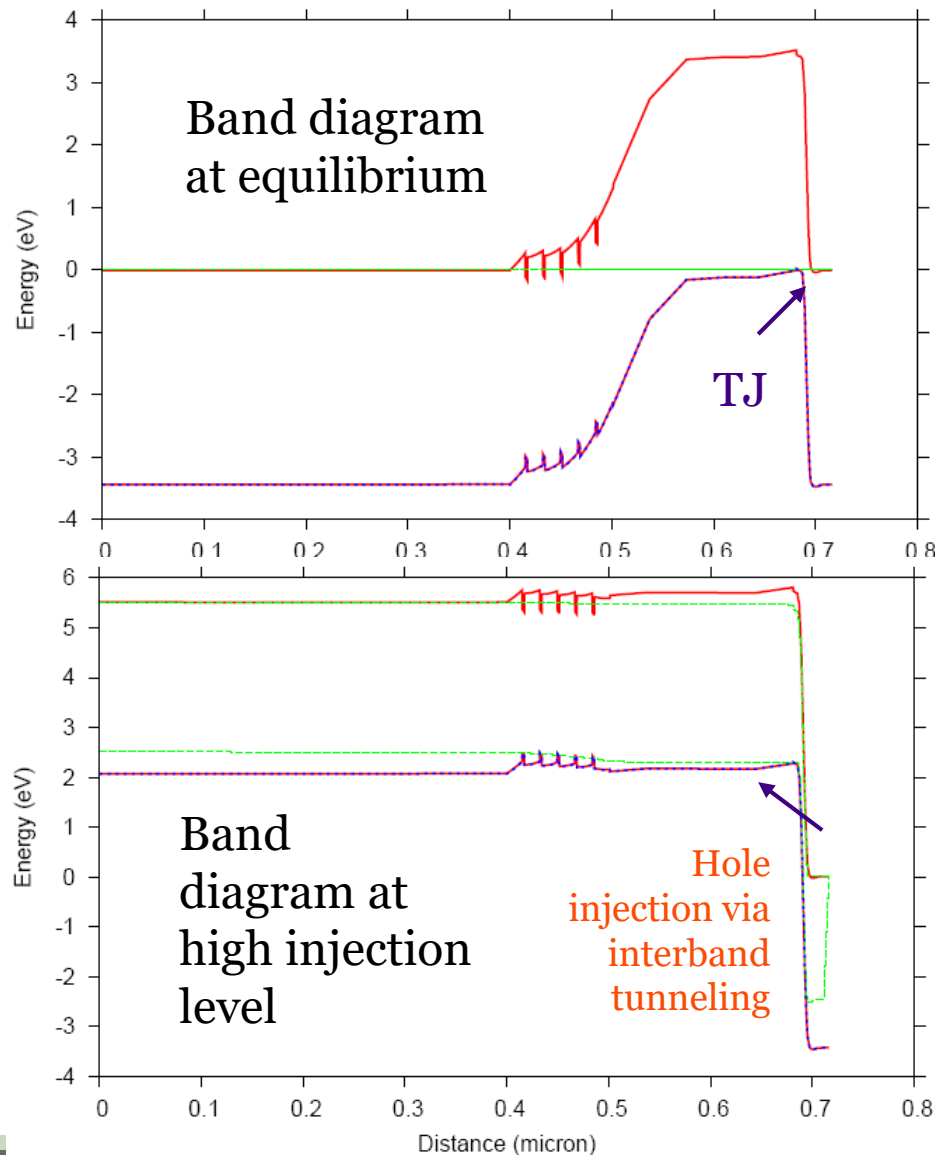 4
3
2
1
0
-1
-2
-3
-4
Energy (eV)
Band diagram
at equilibrium
TJ
0 0.1 0.2 0.3 0.4 0.5 0.6 0.7 0.8
6
5
4
3
2
1
0
-1
-2
-3
-4
Energy (eV)
Band
diagram at
high injection
level
Hole
injection via
interband
tunneling
0 0.1 0.2 0.3 0.4 0.5 0.6 0.7 0.8
Distance (micron)